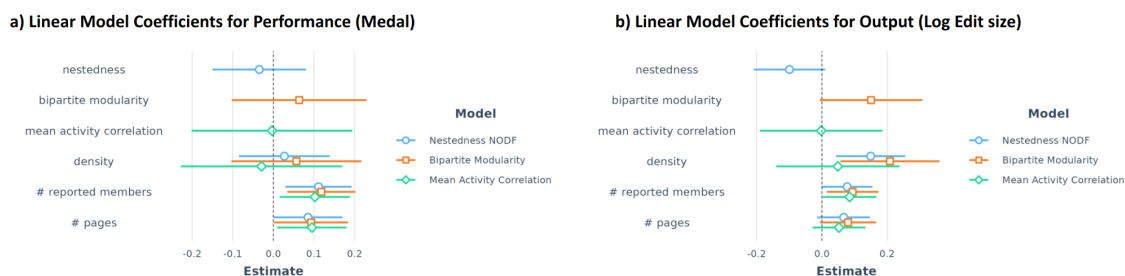 a) Linear Model Coefficients for Performance (Medal)
nestedness
bipartite modularity
mean activity correlation
density
# reported members
# pages
-0.2 -0.1 0.0 0.1 0.2
Estimate
Model
Nestedness NODF
Bipartite Modularity
Mean Activity Correlation
b) Linear Model Coefficients for Output (Log Edit size)
nestedness
bipartite modularity
mean activity correlation
density
# reported members
# pages
-0.2 0.0 0.2
Estimate
Model
Nestedness NODF
Bipartite Modularity
Mean Activity Correlation